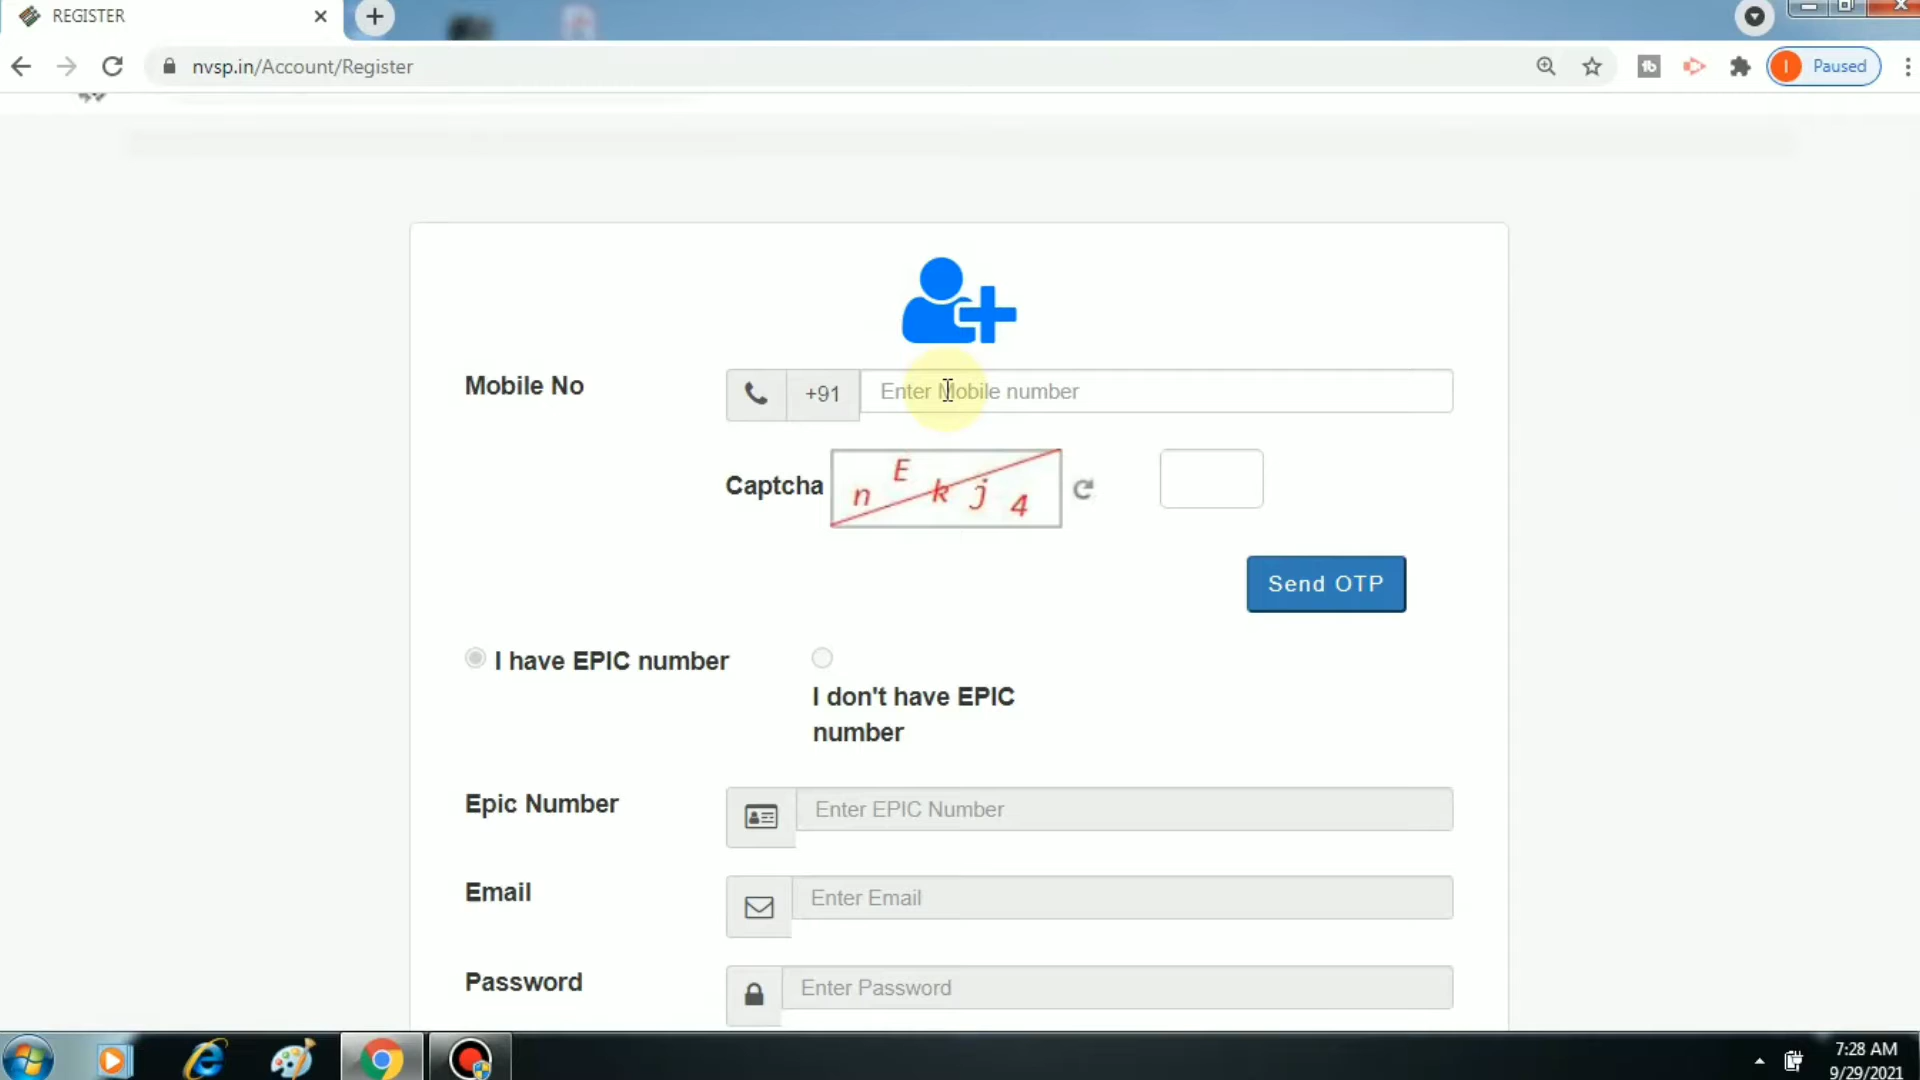 REGISTER
nvsp.in/Account/Register
Paused
Mobile No
+91
Enter Mobile number
Captcha
n E k j 4
Send OTP
I have EPIC number
I don't have EPIC
number
Epic Number
Enter EPIC Number
Email
Enter Email
Password
Enter Password
7:28 AM
9/29/2021